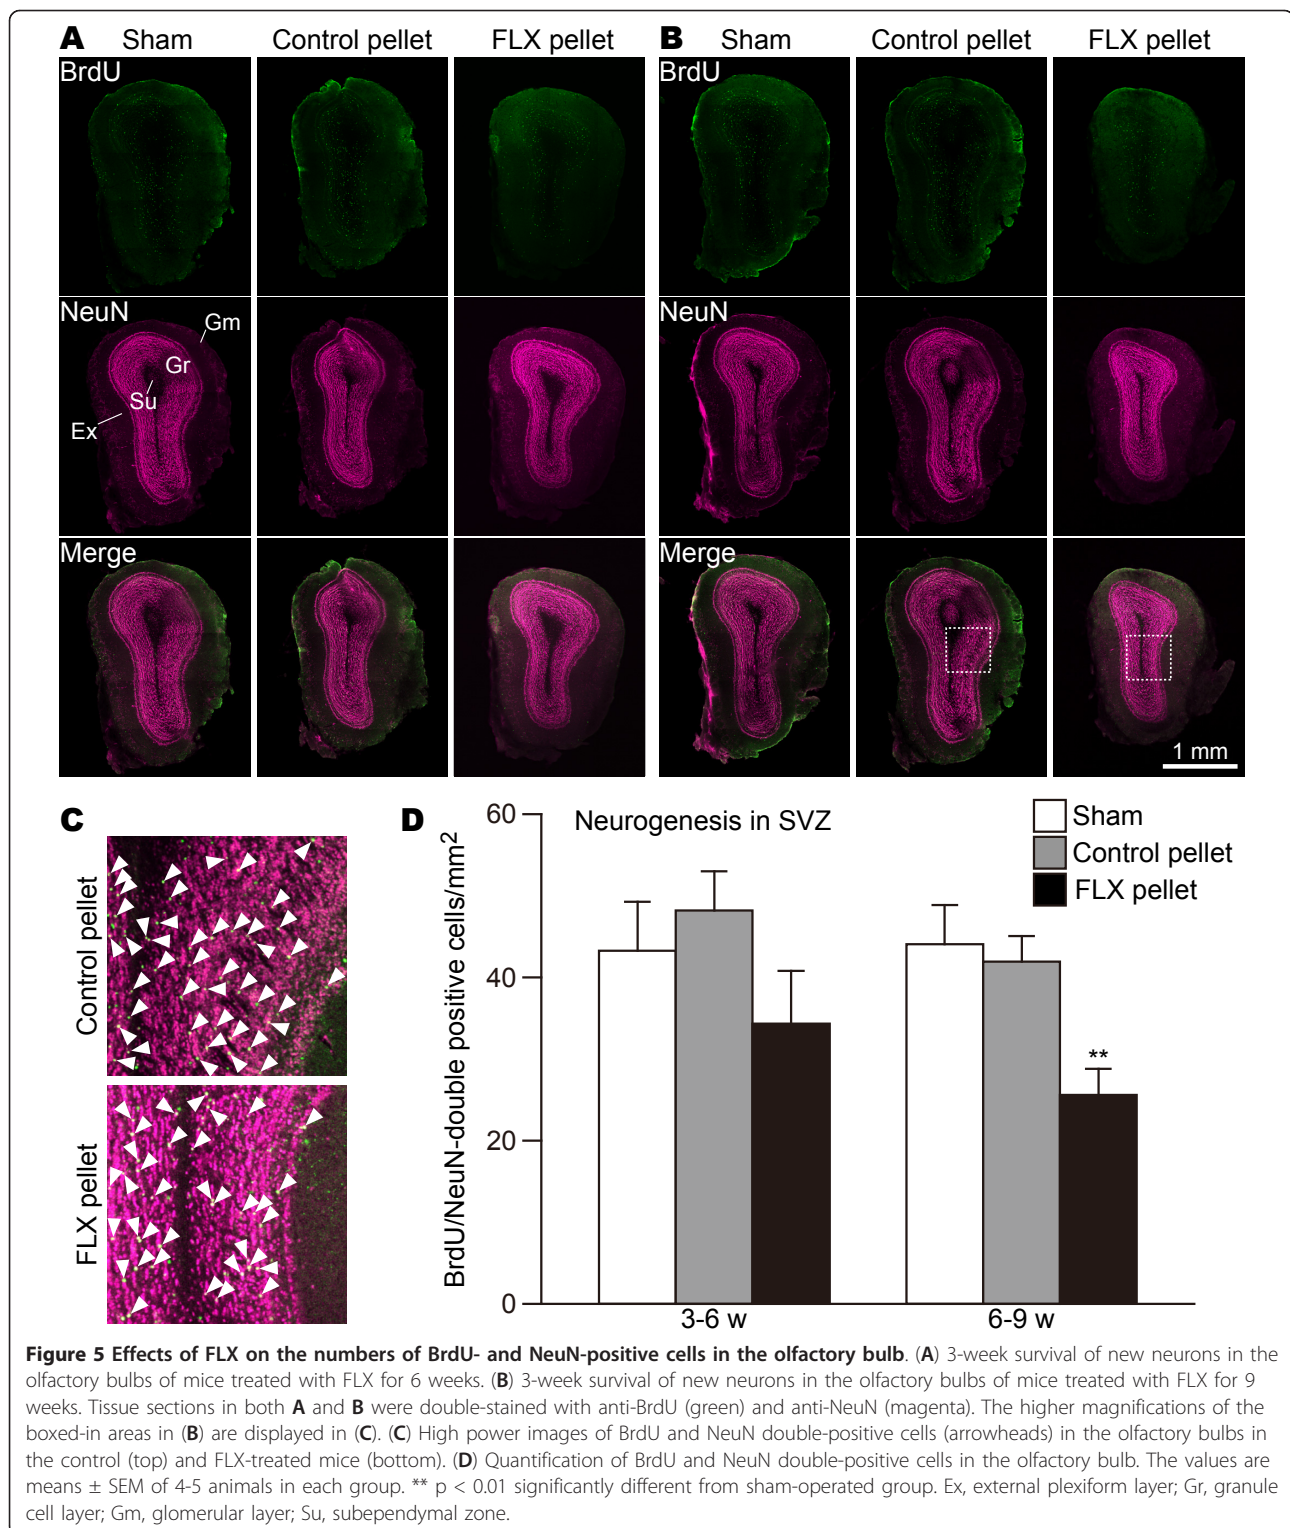 A Sham Control pellet FLX pellet B Sham Control pellet FLX pellet
BrdU BrdU
NeuN NeuN
Gm
Gr
Su
Ex
Merge Merge
1 mm
C
Control pellet
FLX pellet
D
Neurogenesis in SVZ
Sham
Control pellet
FLX pellet
BrdU/NeuN-double positive cells/mm²
60
40
20
0
**
3-6 w 6-9 w
Figure 5 Effects of FLX on the numbers of BrdU- and NeuN-positive cells in the olfactory bulb. (A) 3-week survival of new neurons in the
olfactory bulbs of mice treated with FLX for 6 weeks. (B) 3-week survival of new neurons in the olfactory bulbs of mice treated with FLX for 9
weeks. Tissue sections in both A and B were double-stained with anti-BrdU (green) and anti-NeuN (magenta). The higher magnifications of the
boxed-in areas in (B) are displayed in (C). (C) High power images of BrdU and NeuN double-positive cells (arrowheads) in the olfactory bulbs in
the control (top) and FLX-treated mice (bottom). (D) Quantification of BrdU and NeuN double-positive cells in the olfactory bulb. The values are
means ± SEM of 4-5 animals in each group. ** p < 0.01 significantly different from sham-operated group. Ex, external plexiform layer; Gr, granule
cell layer; Gm, glomerular layer; Su, subependymal zone.